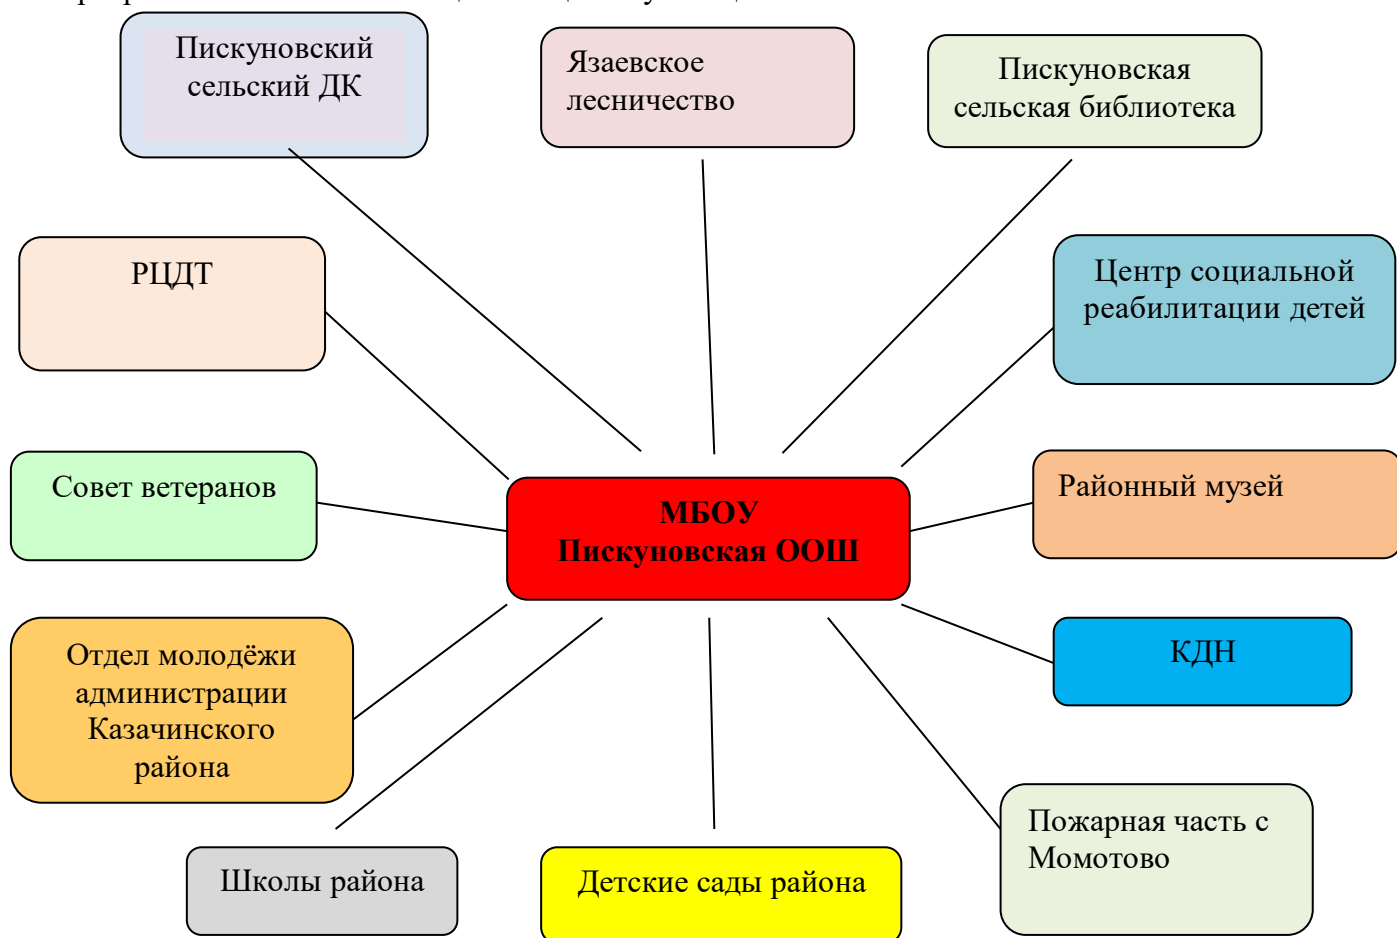 Пискуновский
сельский ДК
Язаевское
лесничество
Пискуновская
сельская библиотека
РЦДТ
Центр социальной
реабилитации детей
Совет ветеранов
МБОУ
Пискуновская ООШ
Районный музей
Отдел молодёжи
администрации
Казачинского
района
КДН
Пожарная часть с
Момотово
Школы района
Детские сады района